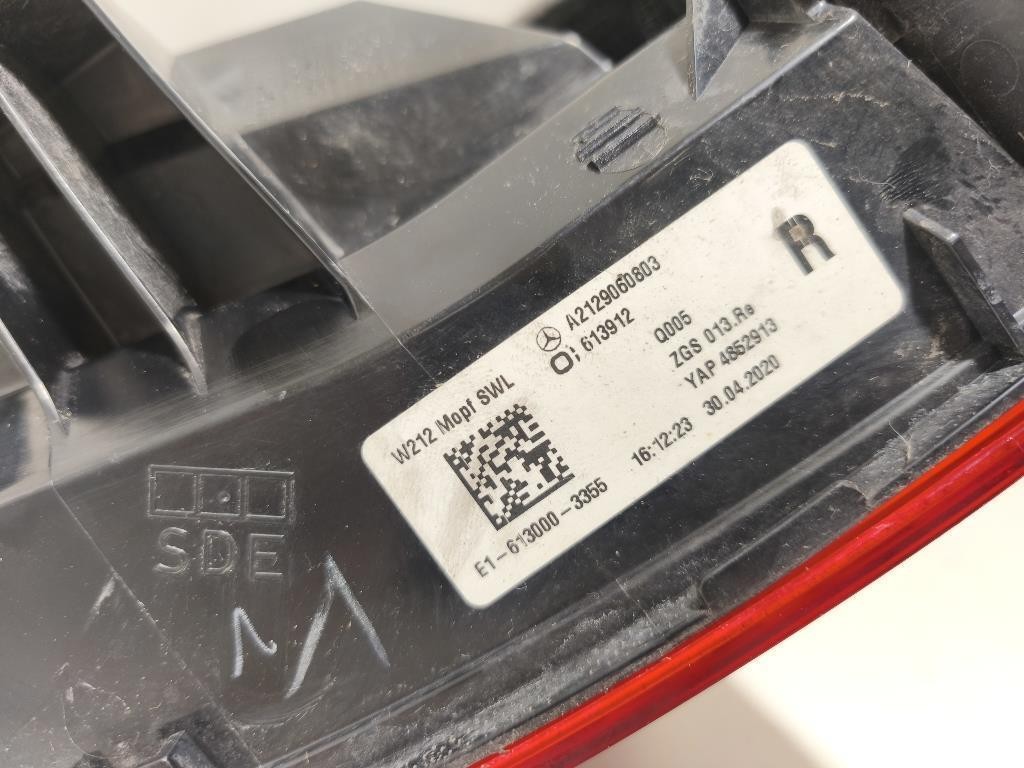 W212 Mopf SWL
A2129060803
613912
Q005
ZGS 013.Re
YAP 4852913
16:12:23 30.04.2020
E1-613000-3355
R
SDE